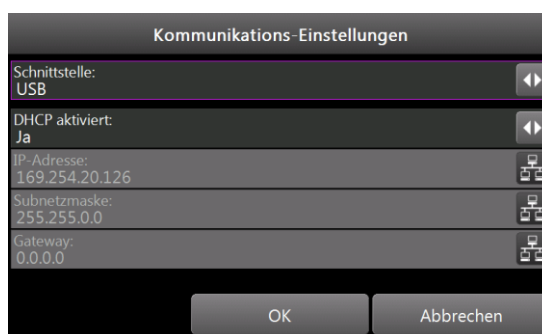 Kommunikations-Einstellungen
Schnittstelle:
USB
DHCP aktiviert:
Ja
IP-Adresse:
169.254.20.126
Subnetzmaske:
255.255.0.0
Gateway:
0.0.0.0
OK Abbrechen